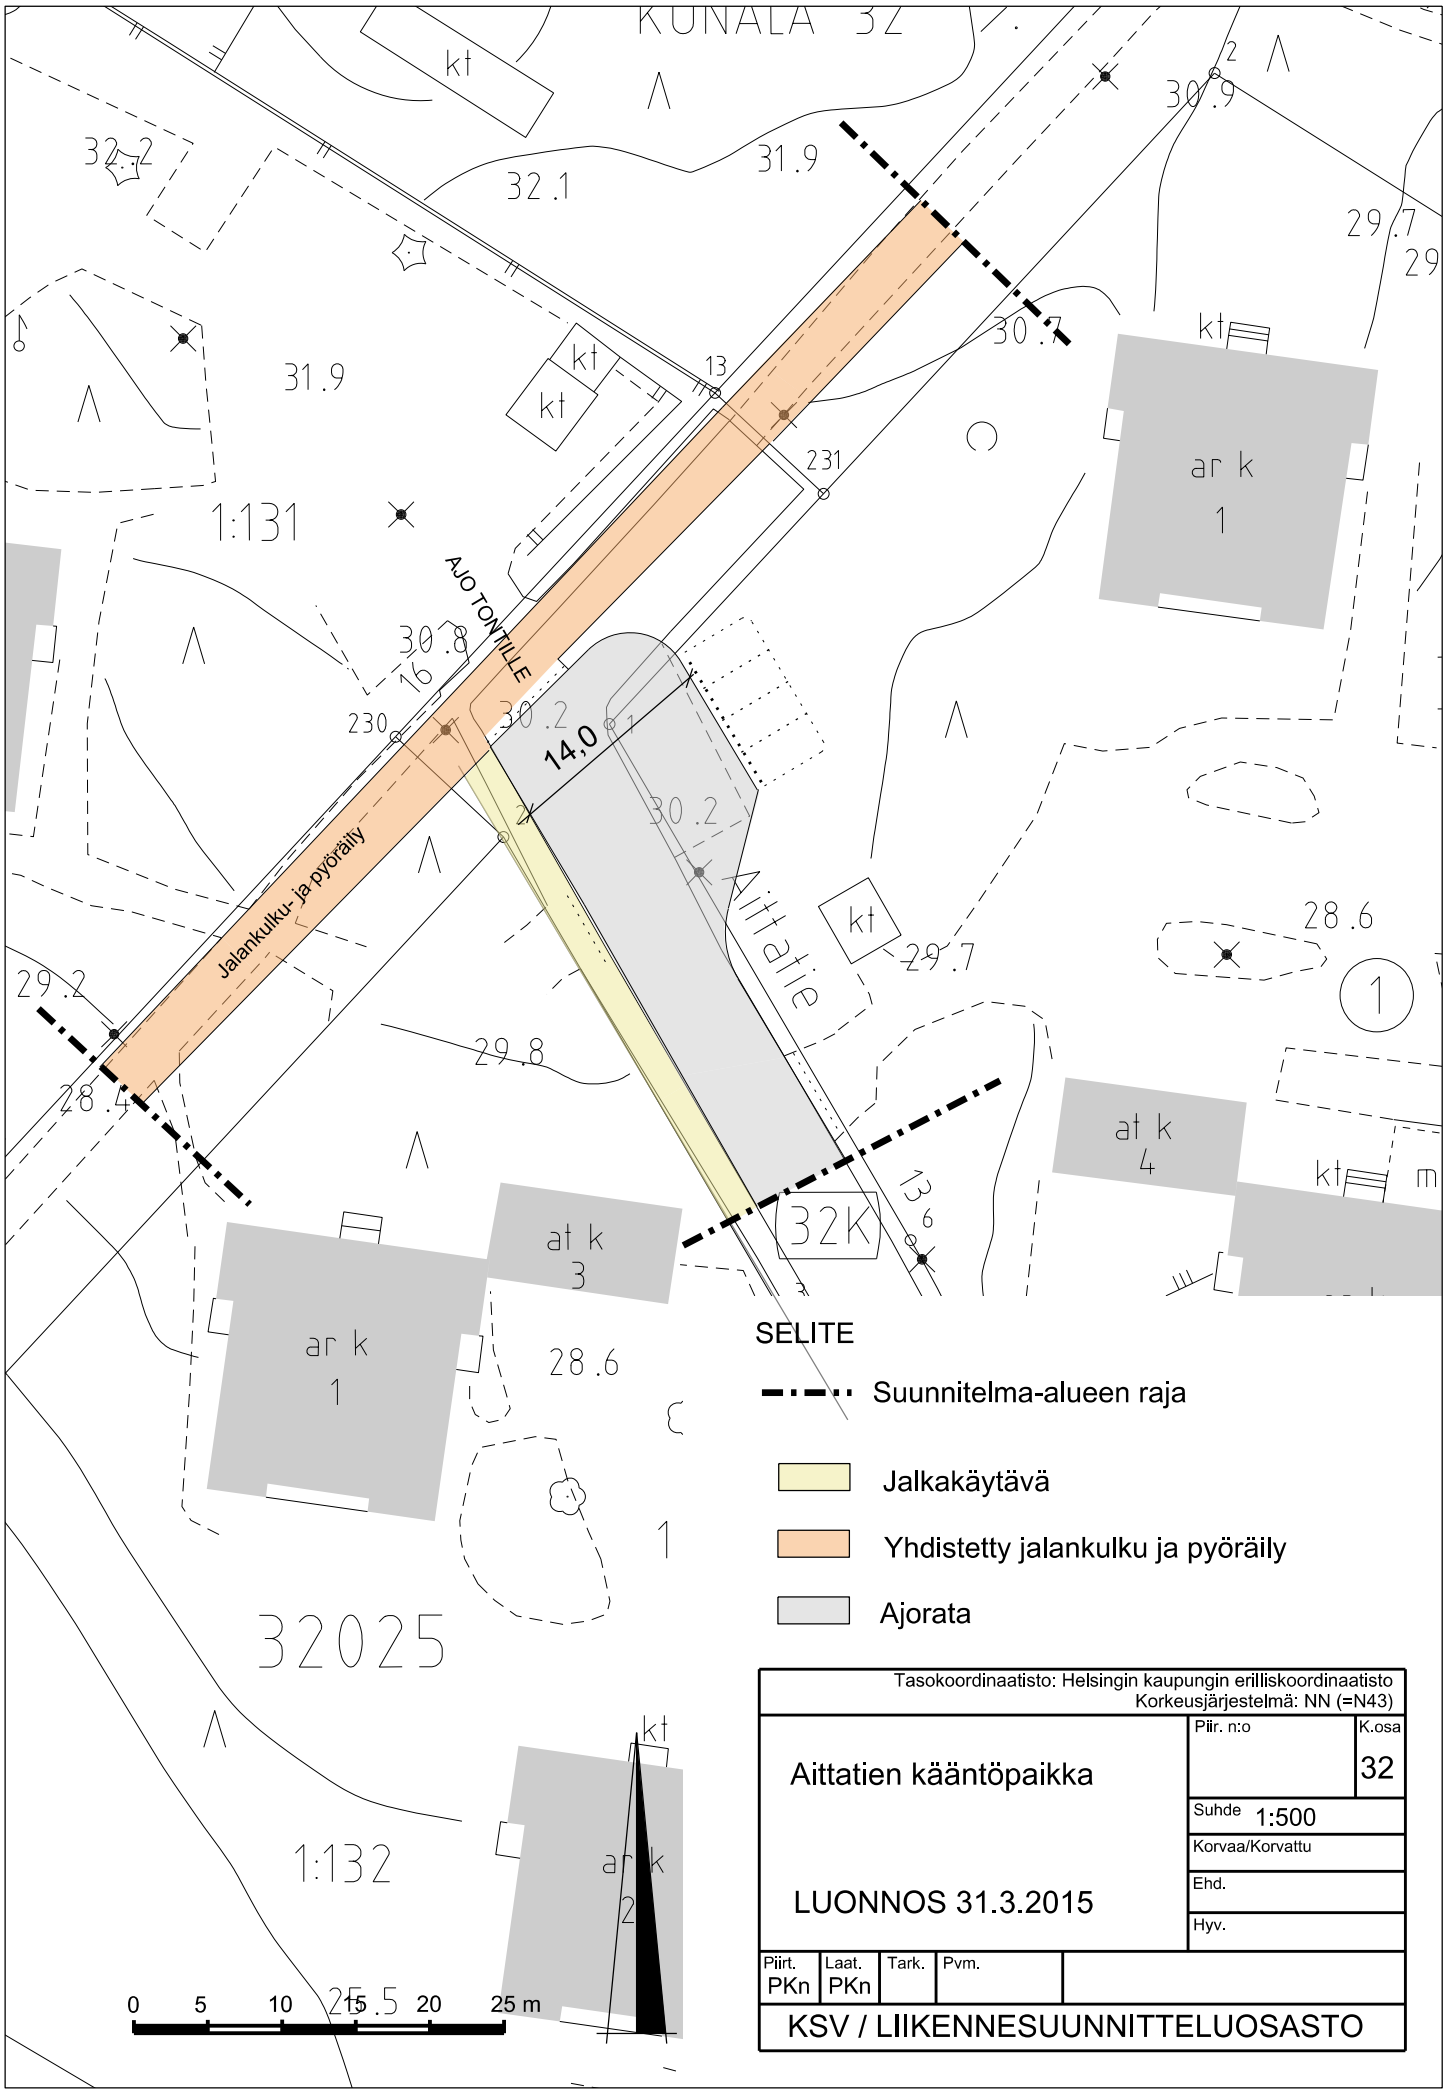 KONALA 32
kt
2
30.9
32.2
31.9
32.1
29.7
29
30.7
kt
kt
13
31.9
kt
231
ar k
1
1:131
AJO TONTILLE
30.8
16
230
30.2
1
14,0
2
30.2
Jalankulku- ja pyöräily
Aittatie
kt
28.6
29.7
29.2
1
29.8
28.4
at k
4
13
kt
m
6
32K
at k
3
3
ar k
1
28.6
SELITE
Suunnitelma-alueen raja
Jalkakäytävä
1
Yhdistetty jalankulku ja pyöräily
Ajorata
32025
Tasokoordinaatisto: Helsingin kaupungin erilliskoordinaatisto
Korkeusjärjestelmä: NN (=N43)
kt
Piir. n:o
K.osa
Aittatien kääntöpaikka
32
Suhde 1:500
Korvaa/Korvattu
1:132
ar k
2
Ehd.
LUONNOS 31.3.2015
Hyv.
Piirt. Laat. Tark. Pvm.
PKn PKn
25.5
0 5 10 15 20 25 m
KSV / LIIKENNESUUNNITTELUOSASTO